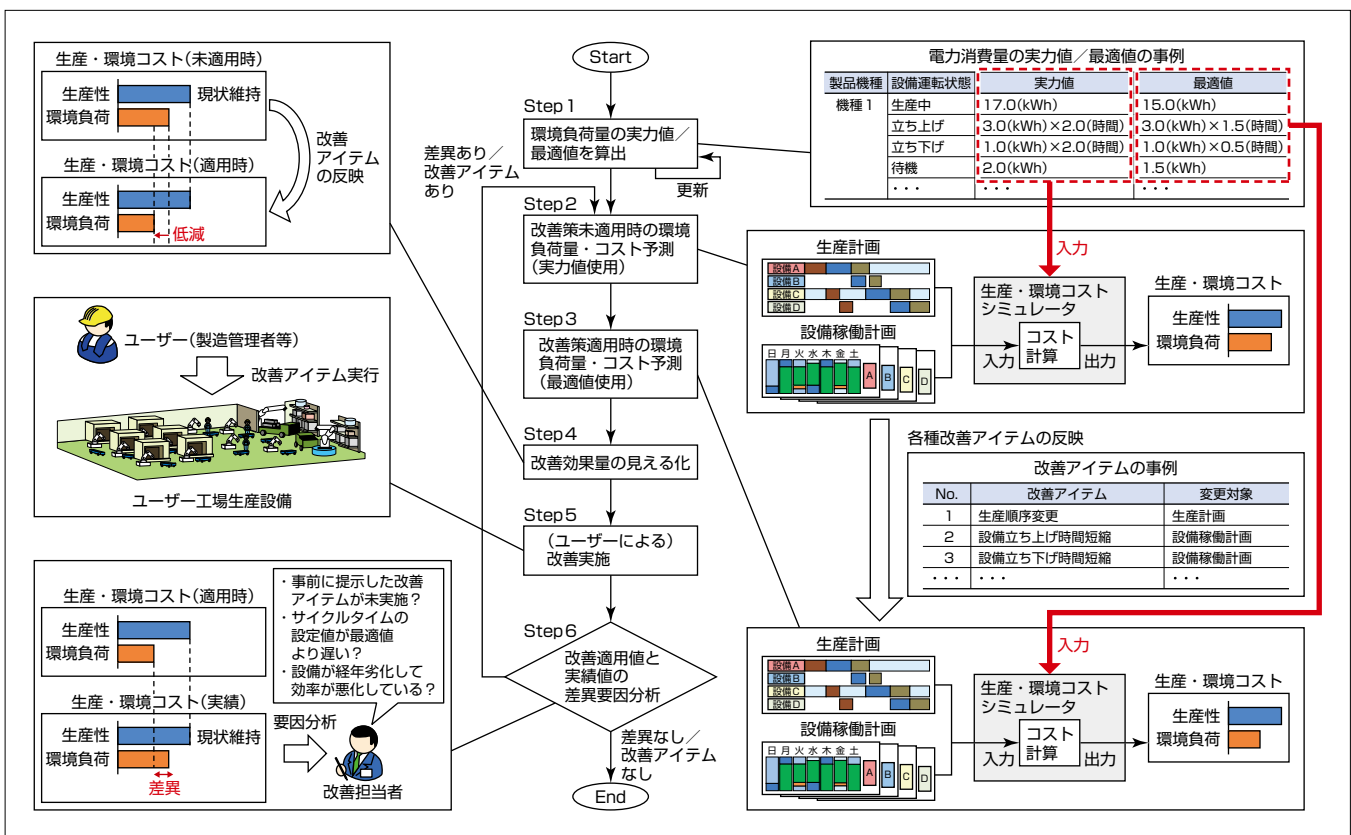 生産・環境コスト(未適用時)
生産性
現状維持
環境負荷
改善
アイテム
の反映
生産・環境コスト(適用時)
生産性
環境負荷
低減
ユーザー(製造管理者等)
改善アイテム実行
ユーザー工場生産設備
生産・環境コスト(適用時)
生産性
環境負荷
生産・環境コスト(実績)
生産性
現状維持
環境負荷
差異
・事前に提示した改善
アイテムが未実施？
・サイクルタイムの
設定値が最適値
より遅い？
・設備が経年劣化して
効率が悪化している？
要因分析
改善担当者
Start
Step1
環境負荷量の実力値／
最適値を算出
更新
差異あり／
改善アイテム
あり
Step2
改善策未適用時の環境
負荷量・コスト予測
(実力値使用)
Step3
改善策適用時の環境
負荷量・コスト予測
(最適値使用)
Step4
改善効果量の見える化
Step5
(ユーザーによる)
改善実施
Step6
改善適用値と
実績値の
差異要因分析
差異なし／
改善アイテム
なし
End
電力消費量の実力値／最適値の事例
製品機種 設備運転状態 実力値 最適値
機種1 生産中 17.0(kWh) 15.0(kWh)
立ち上げ 3.0(kWh)×2.0(時間) 3.0(kWh)×1.5(時間)
立ち下げ 1.0(kWh)×2.0(時間) 1.0(kWh)×0.5(時間)
待機 2.0(kWh) 1.5(kWh)
・・・ ・・・ ・・・
入力
生産計画
設備A
設備B
設備C
設備D
設備稼働計画
日 月 火 水 木 金 土
A
B
C
D
入力
生産・環境コスト
シミュレータ
コスト
計算
出力
生産・環境コスト
生産性
環境負荷
各種改善アイテムの反映
改善アイテムの事例
No. 改善アイテム 変更対象
1 生産順序変更 生産計画
2 設備立ち上げ時間短縮 設備稼働計画
3 設備立ち下げ時間短縮 設備稼働計画
・・・ ・・・ ・・・
入力
生産計画
設備A
設備B
設備C
設備D
設備稼働計画
日 月 火 水 木 金 土
A
B
C
D
入力
生産・環境コスト
シミュレータ
コスト
計算
出力
生産・環境コスト
生産性
環境負荷